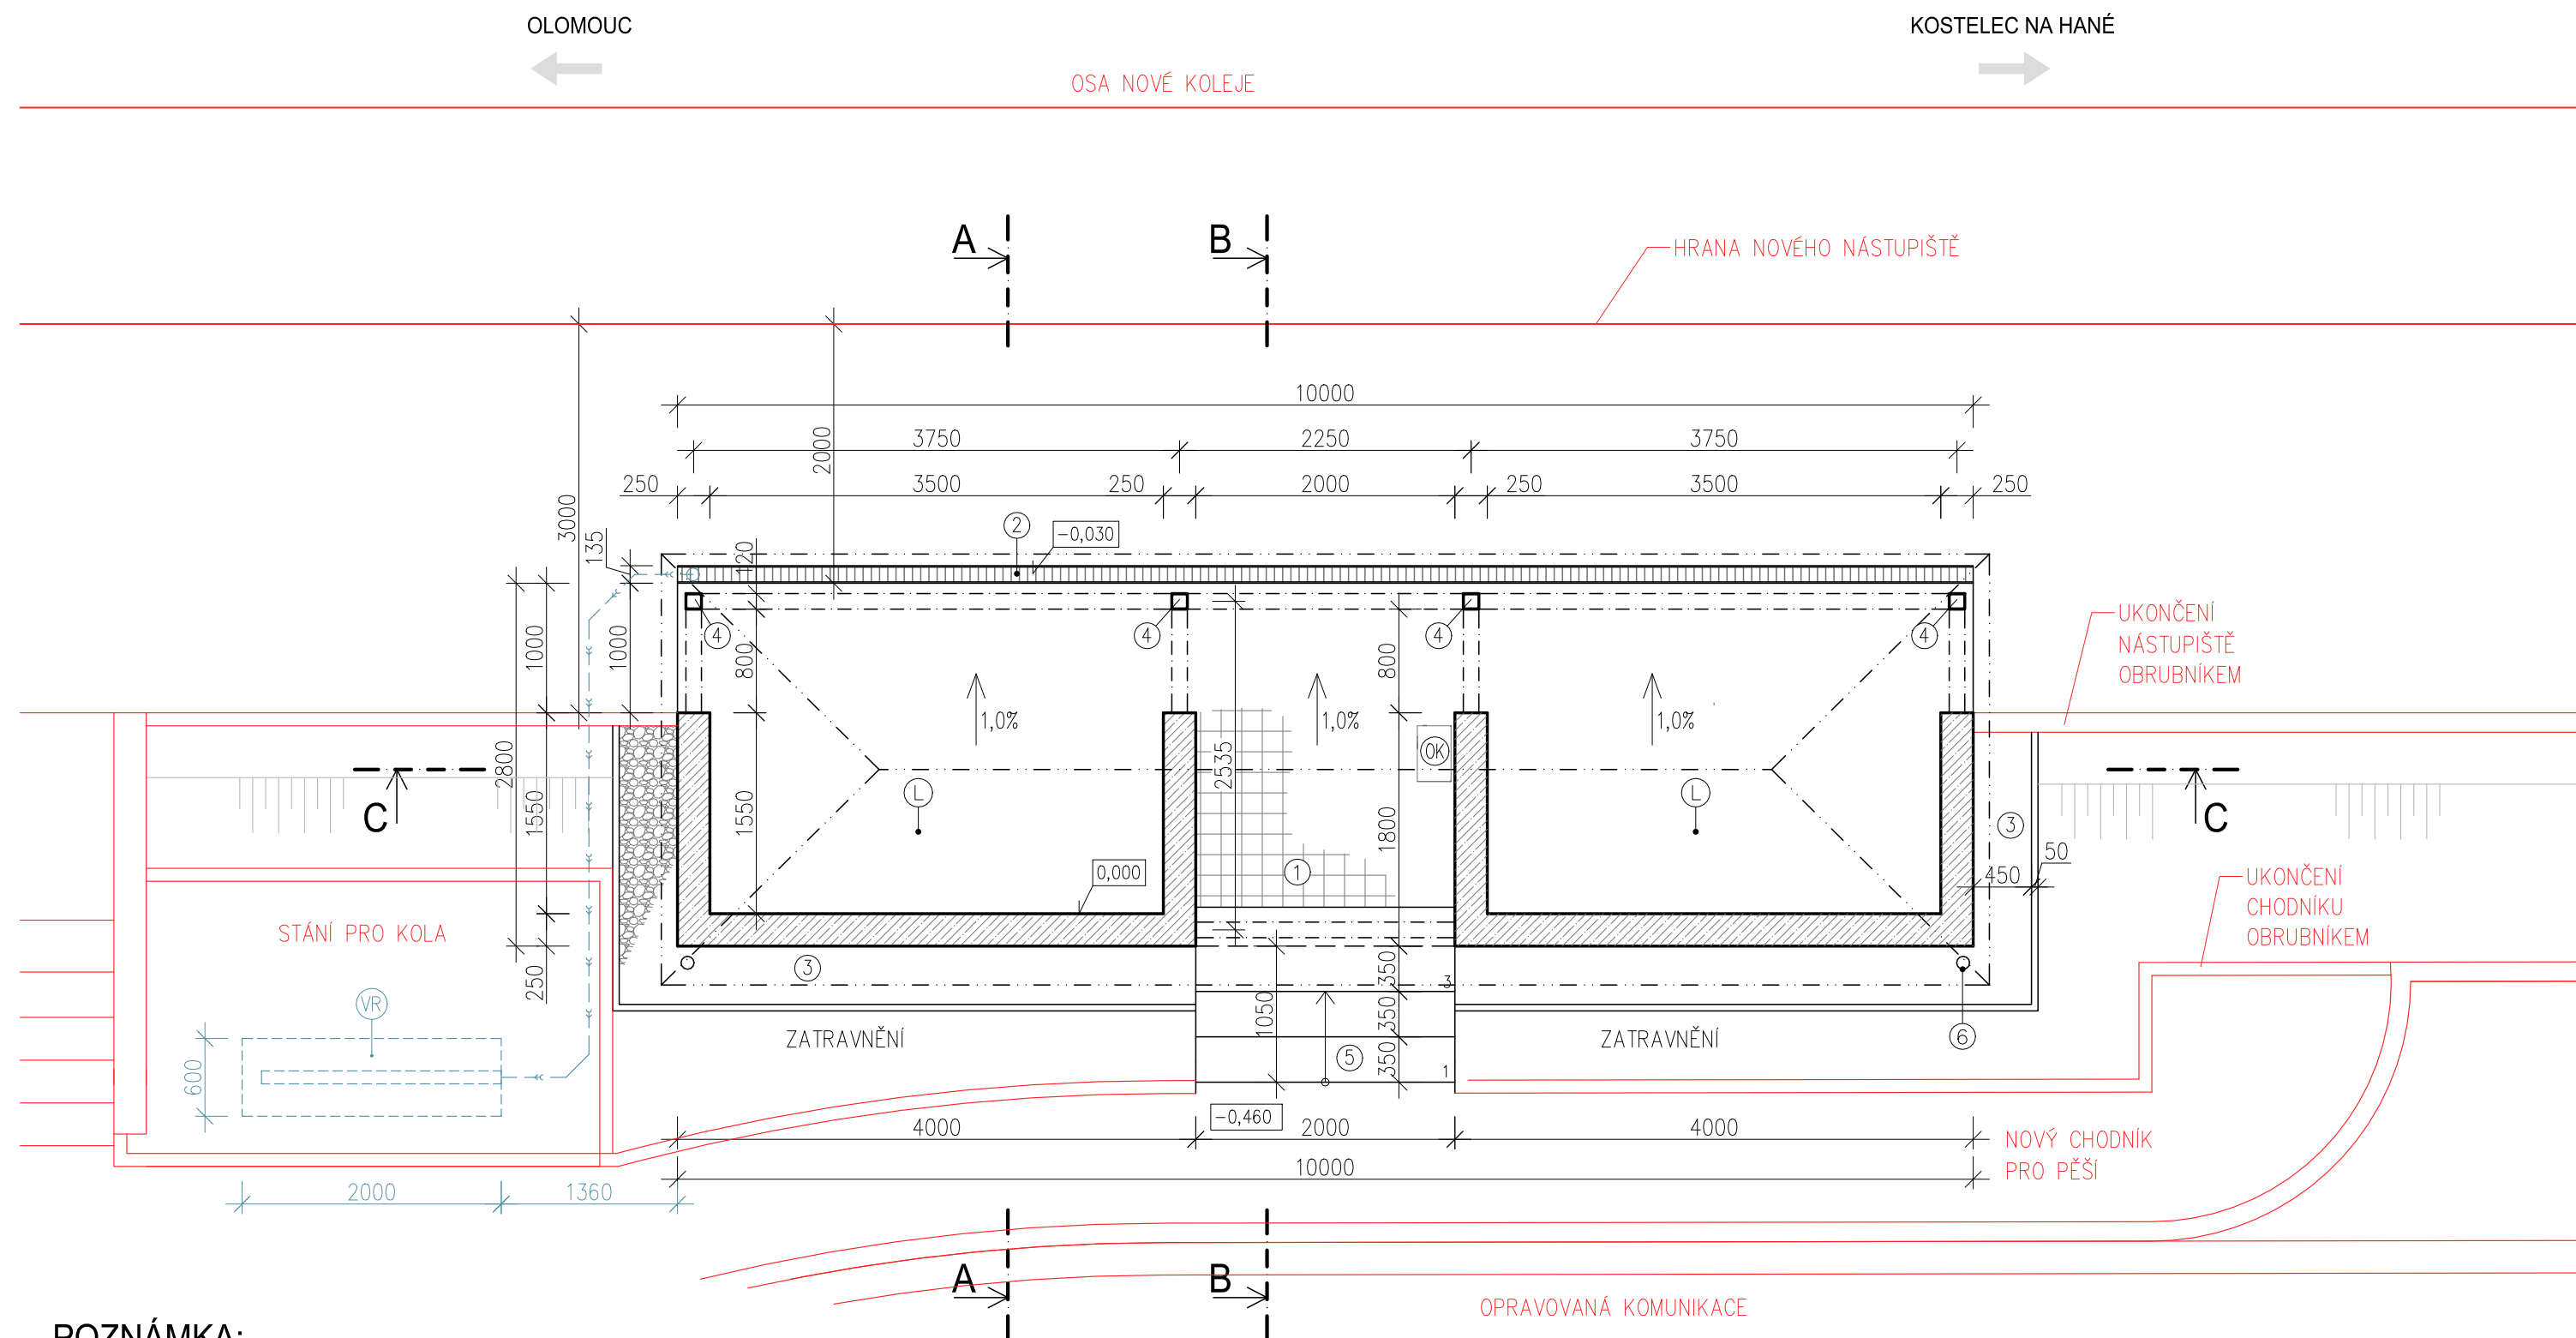 OLOMOUC
KOSTELEC NA HANÉ
OSA NOVÉ KOLEJE
A
B
HRANA NOVÉHO NÁSTUPIŠTĚ
10000
3750
2250
3750
2000
250
3500
250
2000
250
3500
250
3000
135
120
2
-0,030
4
4
4
4
1000
1000
800
800
UKONČENÍ
NÁSTUPIŠTĚ
OBRUBNÍKEM
1,0%
1,0%
1,0%
2800
2535
OK
C
L
L
C
1550
1550
1800
3
50
450
0,000
1
UKONČENÍ
CHODNÍKU
OBRUBNÍKEM
STÁNÍ PRO KOLA
250
3
350
3
VR
1050
350
ZATRAVNĚNÍ
ZATRAVNĚNÍ
6
600
350
5
1
-0,460
4000
2000
4000
NOVÝ CHODNÍK
PRO PĚŠÍ
10000
2000
1360
A
B
OPRAVOVANÁ KOMUNIKACE
POZNÁMKA: